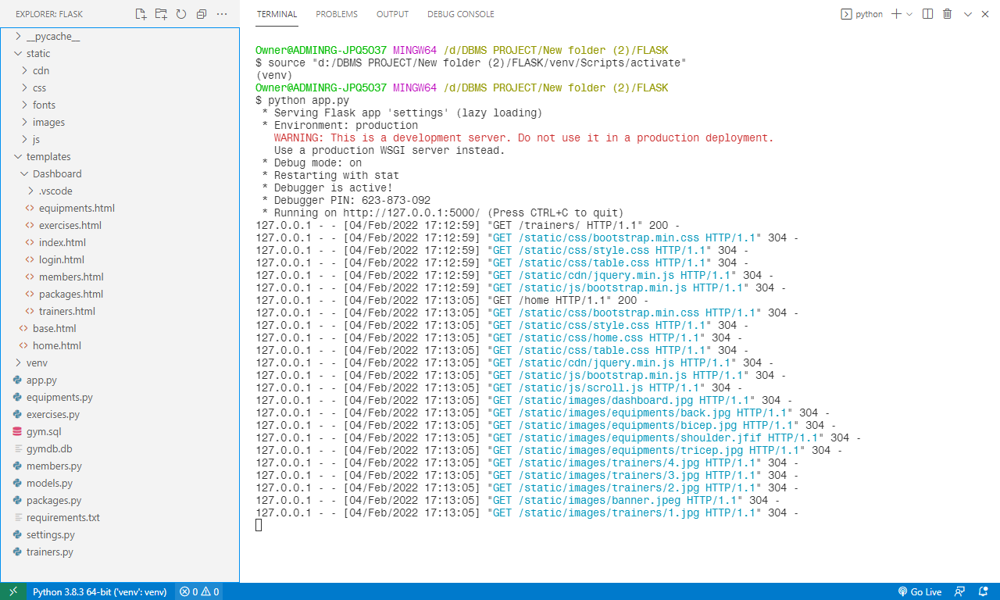 EXPLORER: FLASK
__pycache__
static
cdn
css
fonts
images
js
templates
Dashboard
.vscode
equipments.html
exercises.html
index.html
login.html
members.html
packages.html
trainers.html
base.html
home.html
venv
app.py
equipments.py
exercises.py
gym.sql
gymdb.db
members.py
models.py
packages.py
requirements.txt
settings.py
trainers.py
TERMINAL PROBLEMS OUTPUT DEBUG CONSOLE python
Owner@ADMINRG-JPQ5O37 MINGW64 /d/DBMS PROJECT/New folder (2)/FLASK
$ source "d:/DBMS PROJECT/New folder (2)/FLASK/venv/Scripts/activate"
(venv)
Owner@ADMINRG-JPQ5O37 MINGW64 /d/DBMS PROJECT/New folder (2)/FLASK
$ python app.py
* Serving Flask app 'settings' (lazy loading)
* Environment: production
WARNING: This is a development server. Do not use it in a production deployment.
Use a production WSGI server instead.
* Debug mode: on
* Restarting with stat
* Debugger is active!
* Debugger PIN: 623-873-092
* Running on http://127.0.0.1:5000/ (Press CTRL+C to quit)
127.0.0.1 - - [04/Feb/2022 17:12:59] "GET /trainers/ HTTP/1.1" 200 -
127.0.0.1 - - [04/Feb/2022 17:12:59] "GET /static/css/bootstrap.min.css HTTP/1.1" 304 -
127.0.0.1 - - [04/Feb/2022 17:12:59] "GET /static/css/style.css HTTP/1.1" 304 -
127.0.0.1 - - [04/Feb/2022 17:12:59] "GET /static/css/table.css HTTP/1.1" 304 -
127.0.0.1 - - [04/Feb/2022 17:12:59] "GET /static/cdn/jquery.min.js HTTP/1.1" 304 -
127.0.0.1 - - [04/Feb/2022 17:12:59] "GET /static/js/bootstrap.min.js HTTP/1.1" 304 -
127.0.0.1 - - [04/Feb/2022 17:13:05] "GET /home HTTP/1.1" 200 -
127.0.0.1 - - [04/Feb/2022 17:13:05] "GET /static/css/bootstrap.min.css HTTP/1.1" 304 -
127.0.0.1 - - [04/Feb/2022 17:13:05] "GET /static/css/style.css HTTP/1.1" 304 -
127.0.0.1 - - [04/Feb/2022 17:13:05] "GET /static/css/home.css HTTP/1.1" 304 -
127.0.0.1 - - [04/Feb/2022 17:13:05] "GET /static/css/table.css HTTP/1.1" 304 -
127.0.0.1 - - [04/Feb/2022 17:13:05] "GET /static/cdn/jquery.min.js HTTP/1.1" 304 -
127.0.0.1 - - [04/Feb/2022 17:13:05] "GET /static/js/bootstrap.min.js HTTP/1.1" 304 -
127.0.0.1 - - [04/Feb/2022 17:13:05] "GET /static/js/scroll.js HTTP/1.1" 304 -
127.0.0.1 - - [04/Feb/2022 17:13:05] "GET /static/images/dashboard.jpg HTTP/1.1" 304 -
127.0.0.1 - - [04/Feb/2022 17:13:05] "GET /static/images/equipments/back.jpg HTTP/1.1" 304 -
127.0.0.1 - - [04/Feb/2022 17:13:05] "GET /static/images/equipments/bicep.jpg HTTP/1.1" 304 -
127.0.0.1 - - [04/Feb/2022 17:13:05] "GET /static/images/equipments/shoulder.jfif HTTP/1.1" 304 -
127.0.0.1 - - [04/Feb/2022 17:13:05] "GET /static/images/equipments/tricep.jpg HTTP/1.1" 304 -
127.0.0.1 - - [04/Feb/2022 17:13:05] "GET /static/images/trainers/4.jpg HTTP/1.1" 304 -
127.0.0.1 - - [04/Feb/2022 17:13:05] "GET /static/images/trainers/3.jpg HTTP/1.1" 304 -
127.0.0.1 - - [04/Feb/2022 17:13:05] "GET /static/images/trainers/2.jpg HTTP/1.1" 304 -
127.0.0.1 - - [04/Feb/2022 17:13:05] "GET /static/images/banner.jpeg HTTP/1.1" 304 -
127.0.0.1 - - [04/Feb/2022 17:13:05] "GET /static/images/trainers/1.jpg HTTP/1.1" 304 -
Python 3.8.3 64-bit ('venv': venv) 0 0 Go Live